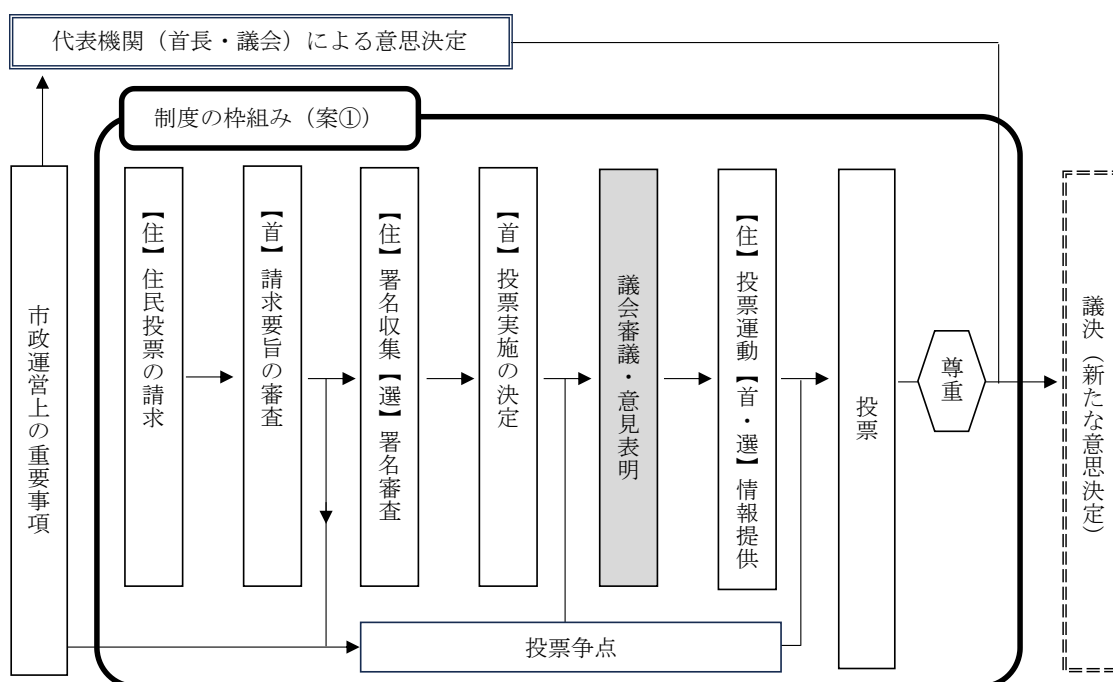 代表機関（首長・議会）による意思決定
制度の枠組み（案①）
市政運営上の重要事項
【住】住民投票の請求
【首】請求要旨の審査
【住】署名収集【選】署名審査
【首】投票実施の決定
議会審議・意見表明
【住】投票運動【首・選】情報提供
投票
尊重
議決（新たな意思決定）
投票争点